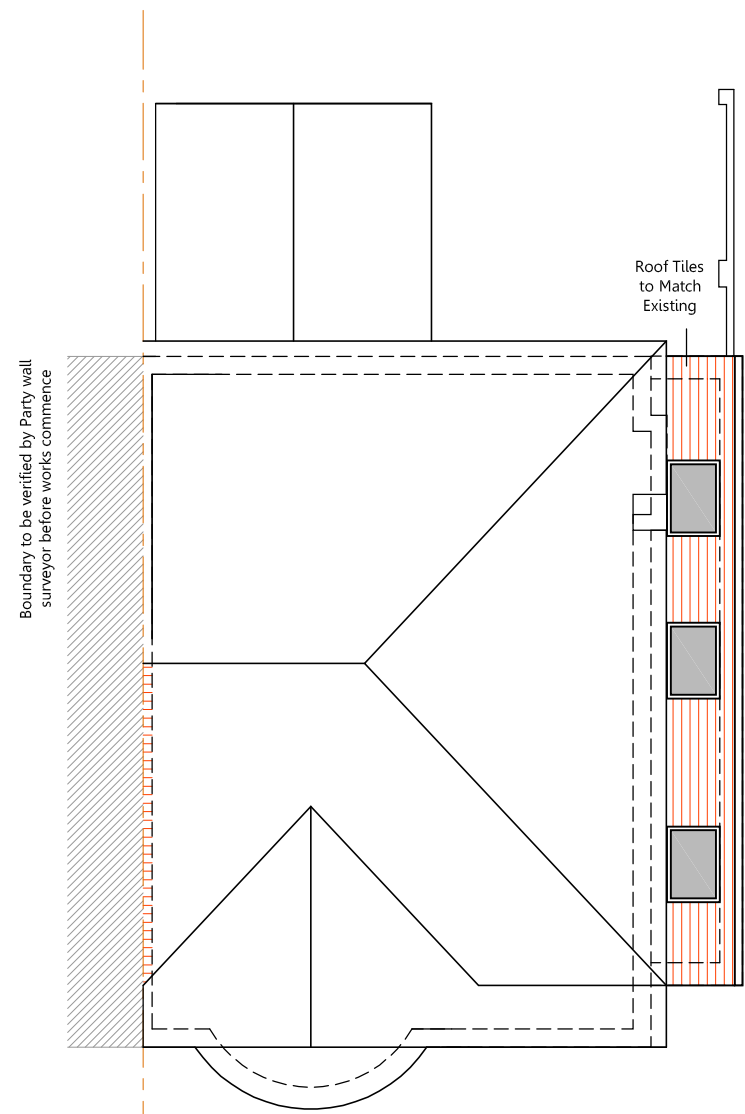 Roof Tiles
to Match
Existing
Boundary to be verified by Party wall
surveyor before works commence